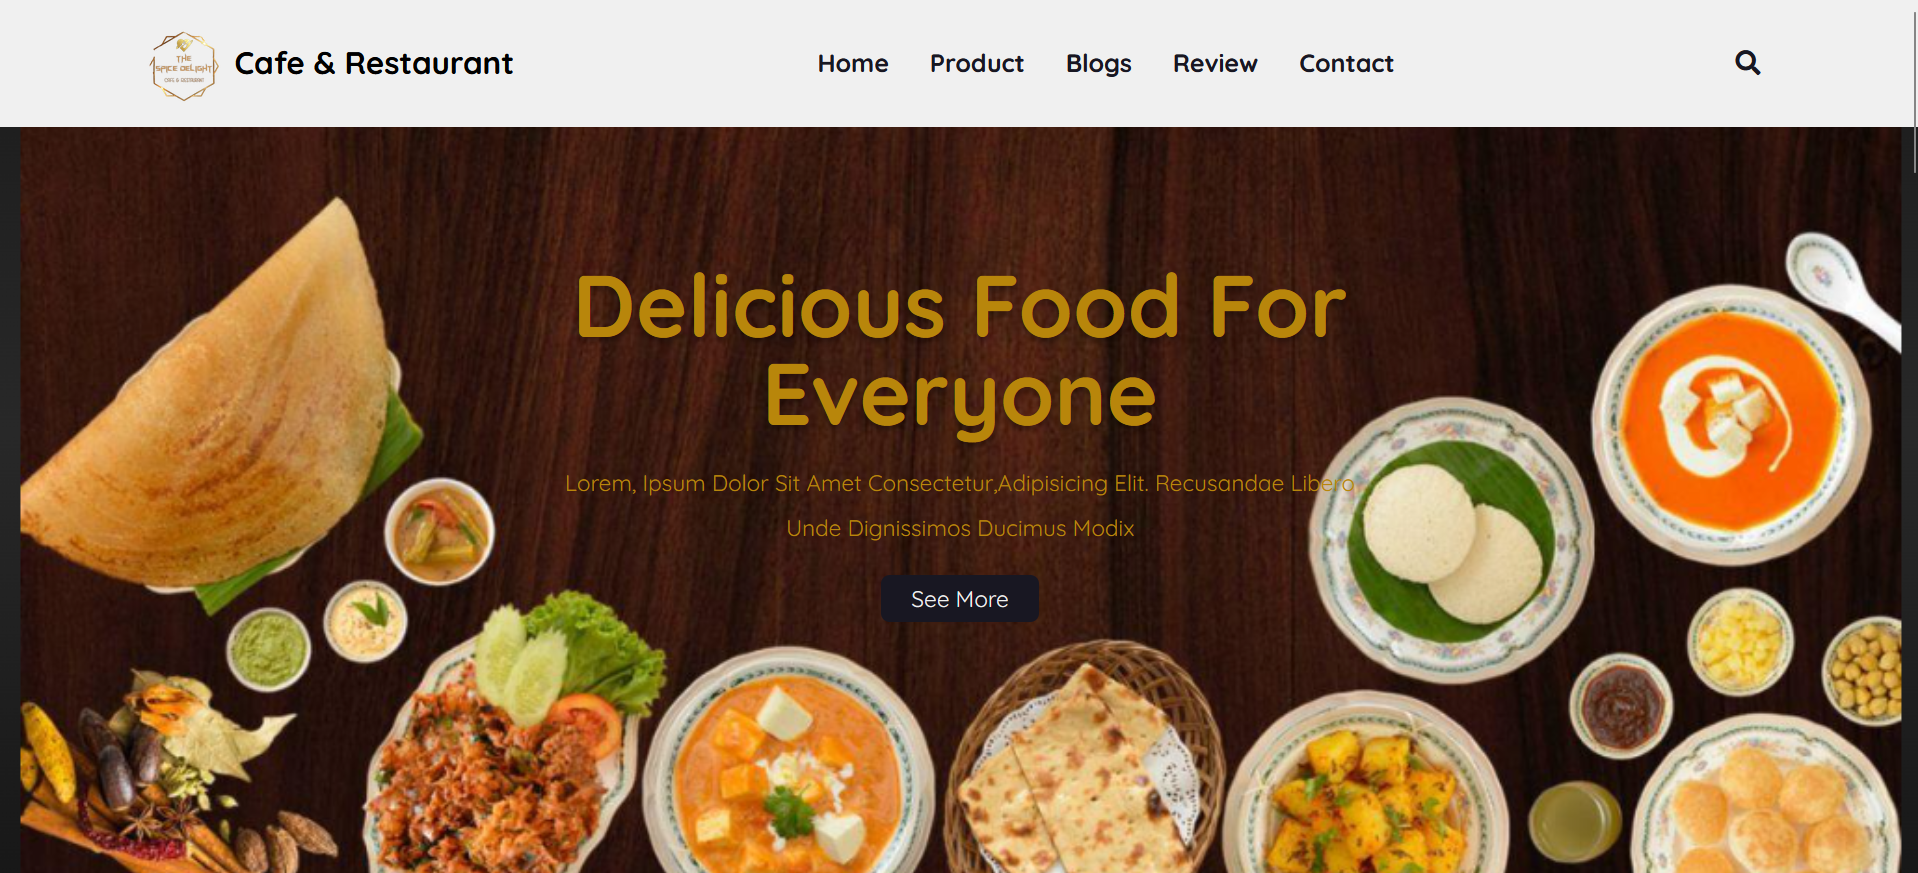 THE
SPICE DELIGHT
CAFE & RESTAURANT
Cafe & Restaurant
Home
Product
Blogs
Review
Contact
Delicious Food For
Everyone
Lorem, Ipsum Dolor Sit Amet Consectetur,Adipisicing Elit. Recusandae Libero,
Unde Dignissimos Ducimus Modix
See More